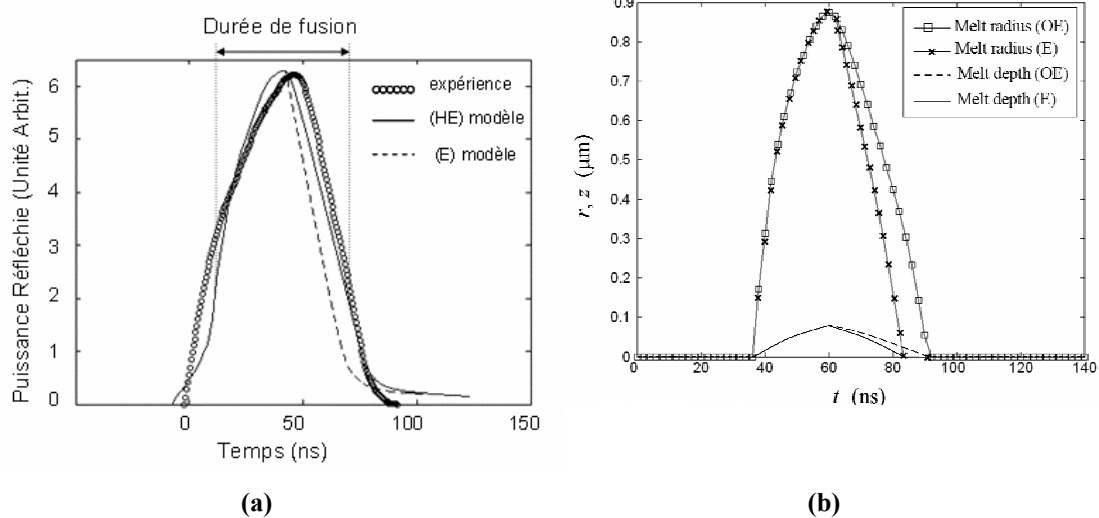 Durée de fusion
Puissance Réfléchie (Unité Arbit.)
6
5
4
3
2
1
0
expérience
(HE) modèle
(E) modèle
0
50
100
150
Temps (ns)
(a)
b)
r, z (µm)
0.9
0.8
0.7
0.6
0.5
0.4
0.3
0.2
0.1
0
Melt radius (OE)
Melt radius (E)
Melt depth (OE)
Melt depth (E)
0
20
40
60
80
100
120
140
t (ns)
(b)